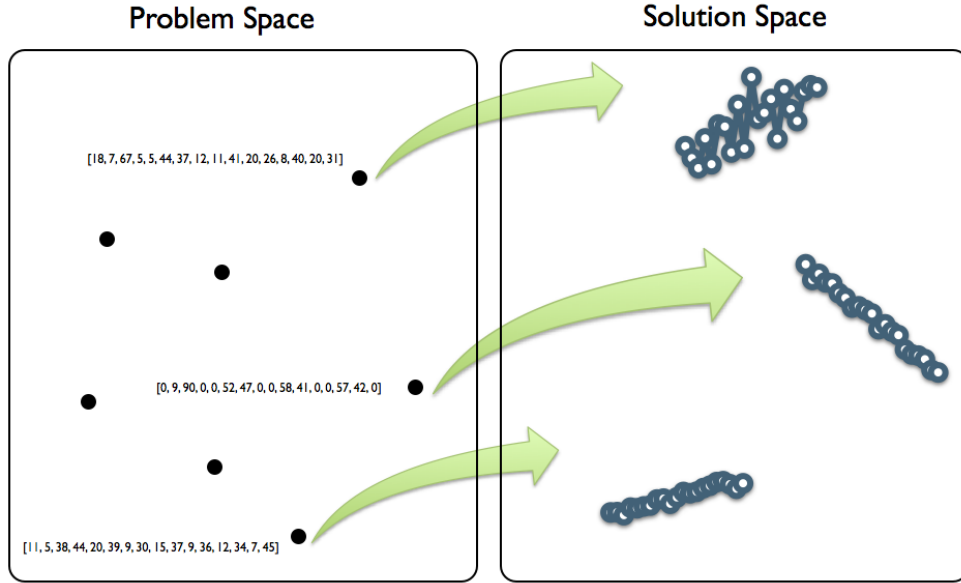 Problem Space
Solution Space
[18, 7, 67, 5, 5, 44, 37, 12, 11, 41, 20, 26, 8, 40, 20, 31]
[0, 9, 90, 0, 0, 52, 47, 0, 0, 58, 41, 0, 0, 57, 42, 0]
[11, 5, 38, 44, 20, 39, 9, 30, 15, 37, 9, 36, 12, 34, 7, 45]